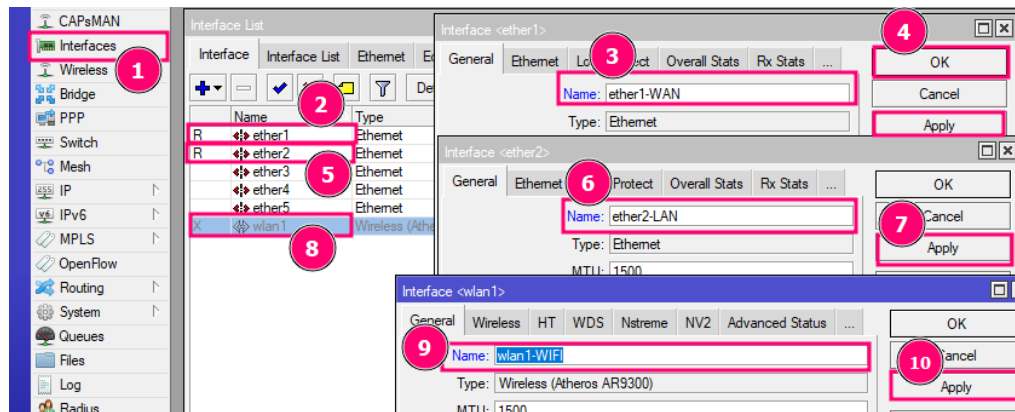 CAPsMAN
Interfaces
Wireless
Bridge
PPP
Switch
Mesh
IP
IPv6
MPLS
OpenFlow
Routing
System
Queues
Files
Log
Radius
1
Interface List
Interface Interface List Ethernet
Name Type
R ether1 Ethernet
R ether2 Ethernet
ether3 Ethernet
ether4 Ethernet
ether5 Ethernet
X wlan1 Wireless (Athe
2
5
8
Interface <ether1>
General Ethernet Overall Stats Rx Stats ...
3
Name: ether1-WAN
Type: Ethernet
4
OK
Cancel
Apply
Interface <ether2>
General Ethernet Protect Overall Stats Rx Stats ...
6
Name: ether2-LAN
Type: Ethernet
MTU: 1500
OK
Cancel
7
Apply
Interface <wlan1>
General Wireless HT WDS Nstreme NV2 Advanced Status ...
9
Name: wlan1-WIFI
Type: Wireless (Atheros AR9300)
MTU: 1500
OK
10
Apply